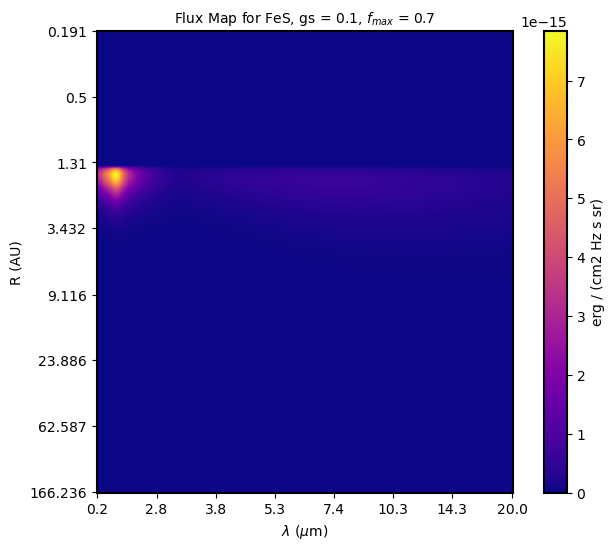 Flux Map for FeS, gs = 0.1, f_max = 0.7
1e−15
0.191
0.5
1.31
3.432
9.116
23.886
62.587
166.236
R (AU)
0.2 2.8 3.8 5.3 7.4 10.3 14.3 20.0
λ (μm)
7
6
5
4
3
2
1
0
erg / (cm2 Hz s sr)